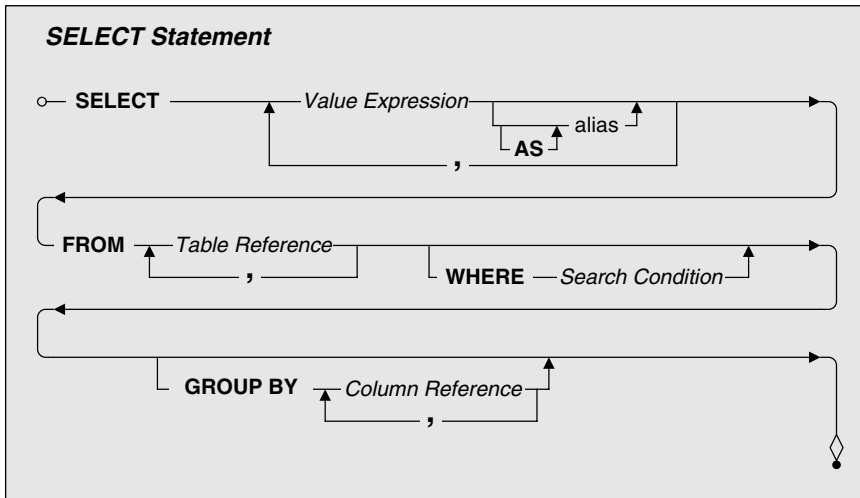 SELECT Statement
SELECT Value Expression alias
AS
,
FROM Table Reference
,
WHERE Search Condition
GROUP BY Column Reference
,